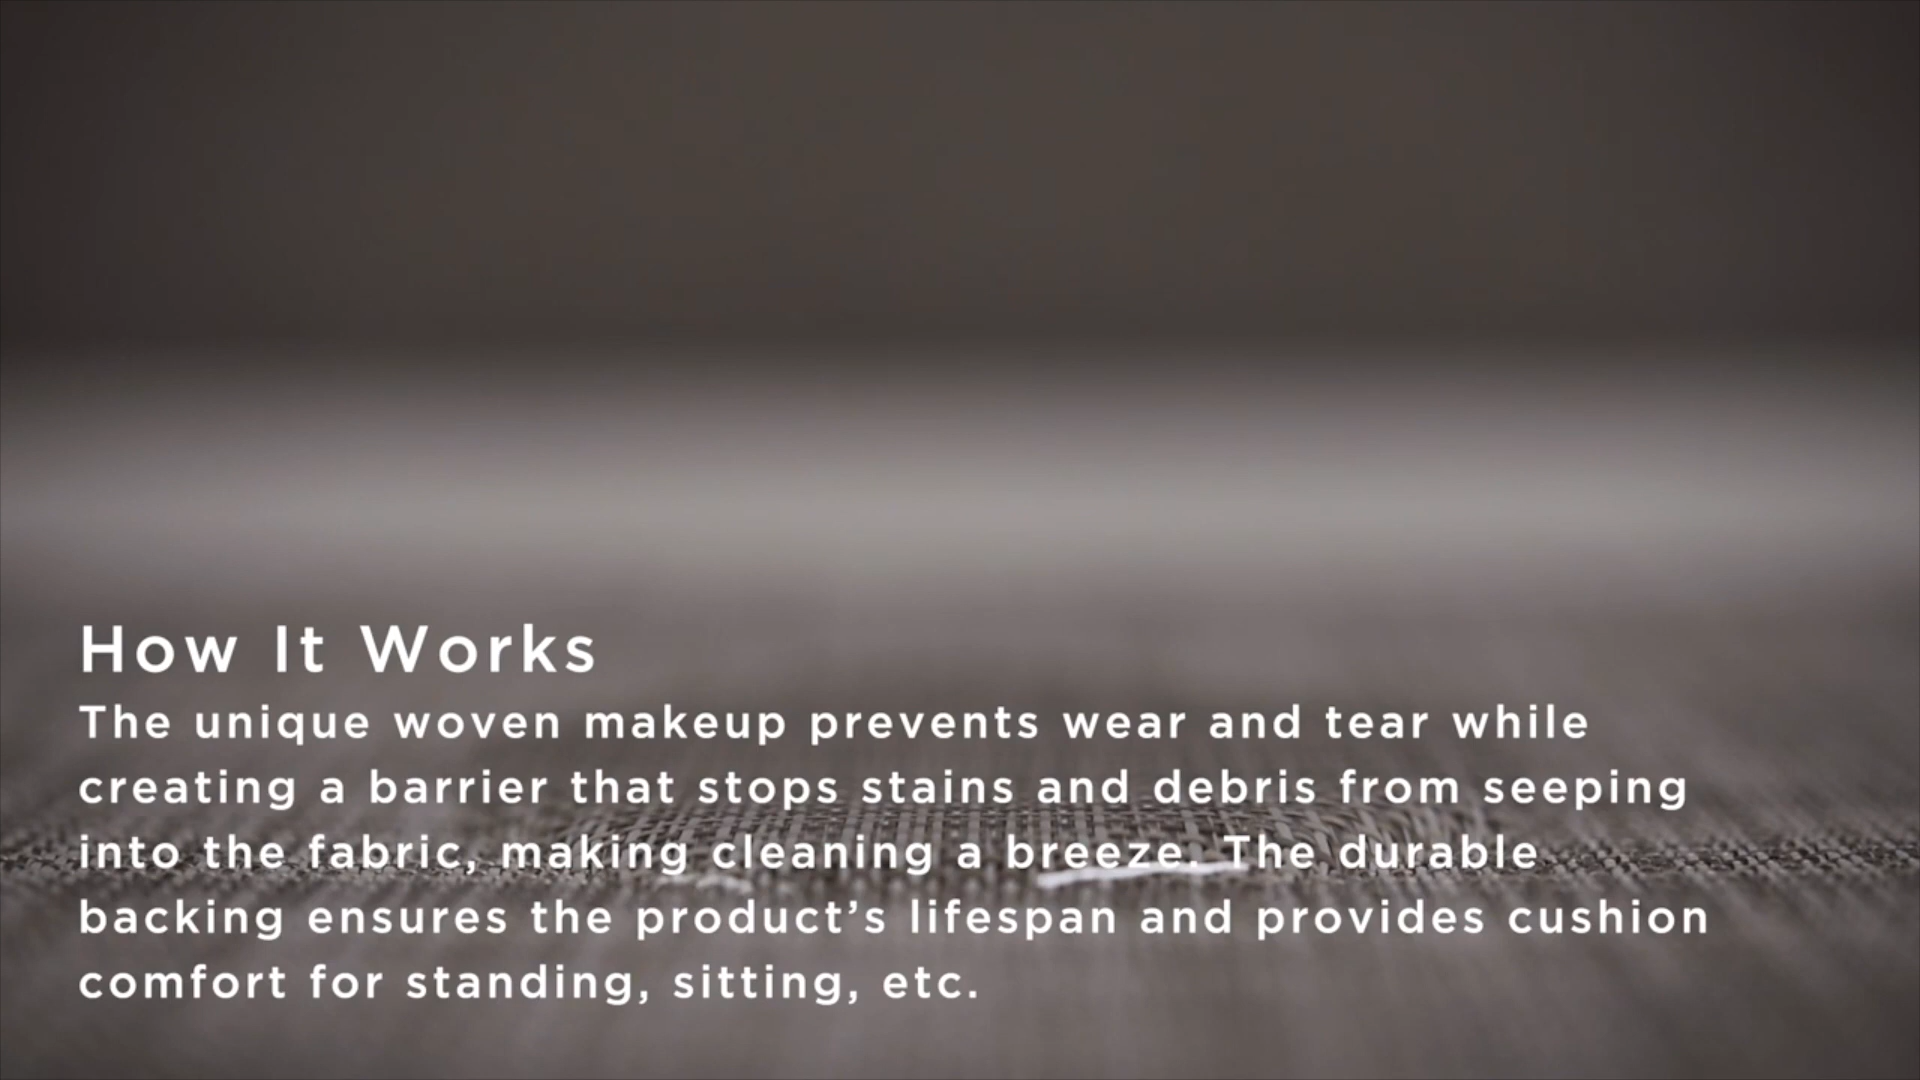 How It Works
The unique woven makeup prevents wear and tear while
creating a barrier that stops stains and debris from seeping
into the fabric, making cleaning a breeze. The durable
backing ensures the product’s lifespan and provides cushion
comfort for standing, sitting, etc.